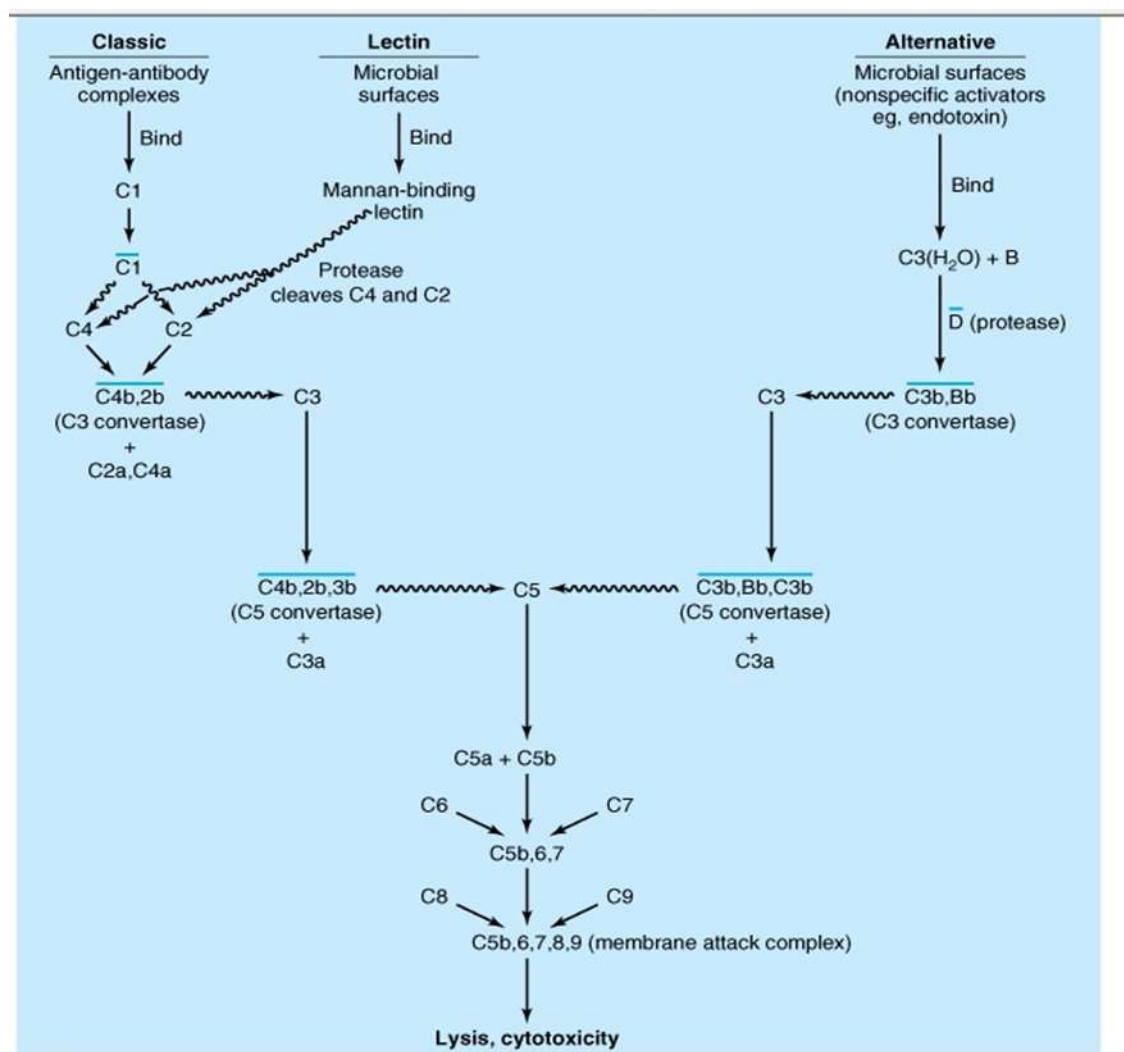 Classic
Lectin
Alternative
Antigen-antibody
complexes
Microbial
surfaces
Microbial surfaces
(nonspecific activators
eg, endotoxin)
Bind
Bind
Bind
C1
Mannan-binding
lectin
C1
Protease
cleaves C4 and C2
C3(H₂O) + B
C4
C2
D (protease)
C4b,2b
(C3 convertase)
+
C2a,C4a
C3
C3
C3b,Bb
(C3 convertase)
C4b,2b,3b
(C5 convertase)
+
C3a
C5
C3b,Bb,C3b
(C5 convertase)
+
C3a
C5a + C5b
C6
C7
C5b,6,7
C8
C9
C5b,6,7,8,9 (membrane attack complex)
Lysis, cytotoxicity